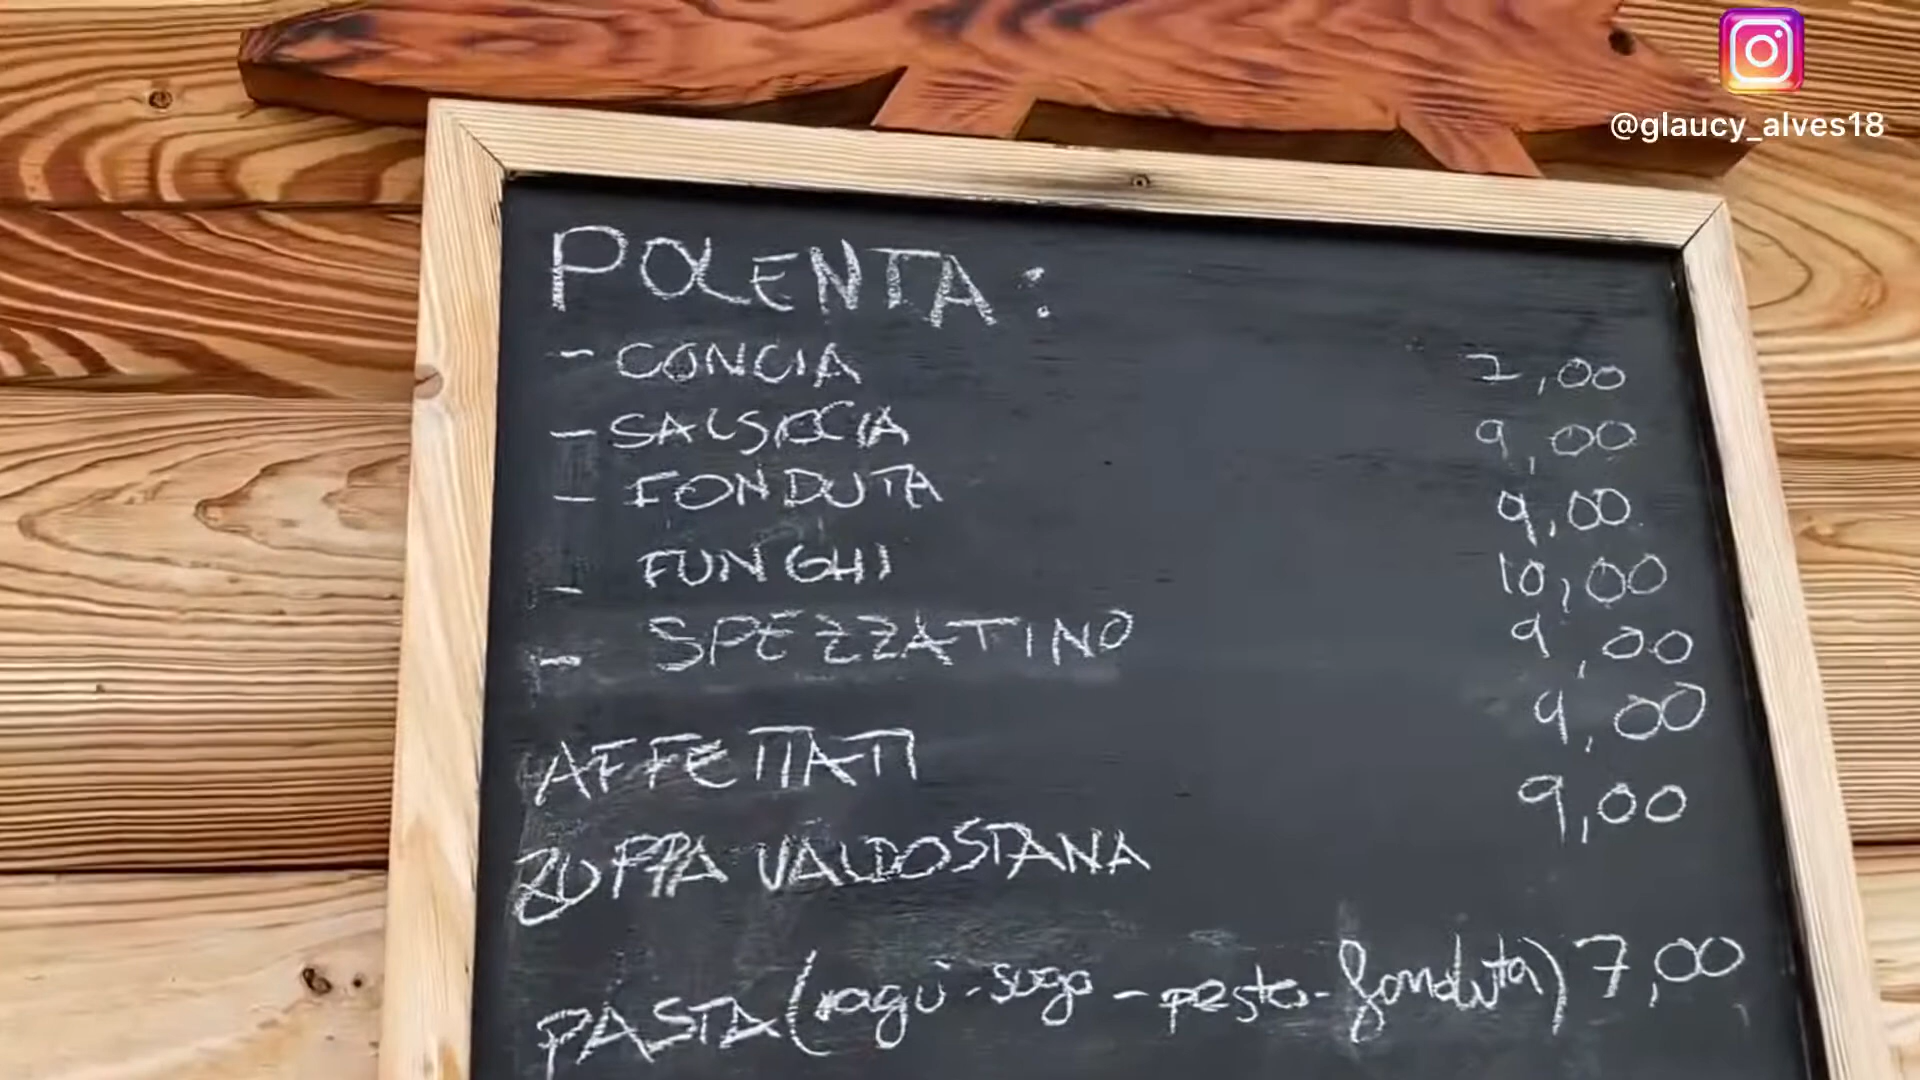 @glaucy_alves18
POLENTA:
- CONCIA 7,00
- SALSICCIA 9,00
- FONDUTA 9,00
- FUNGHI 10,00
- SPEZZATINO 9,00
AFFETTATI 9,00
ZUPPA VALDOSTANA 9,00
PASTA (ragù - sugo - pesto - fonduta) 7,00